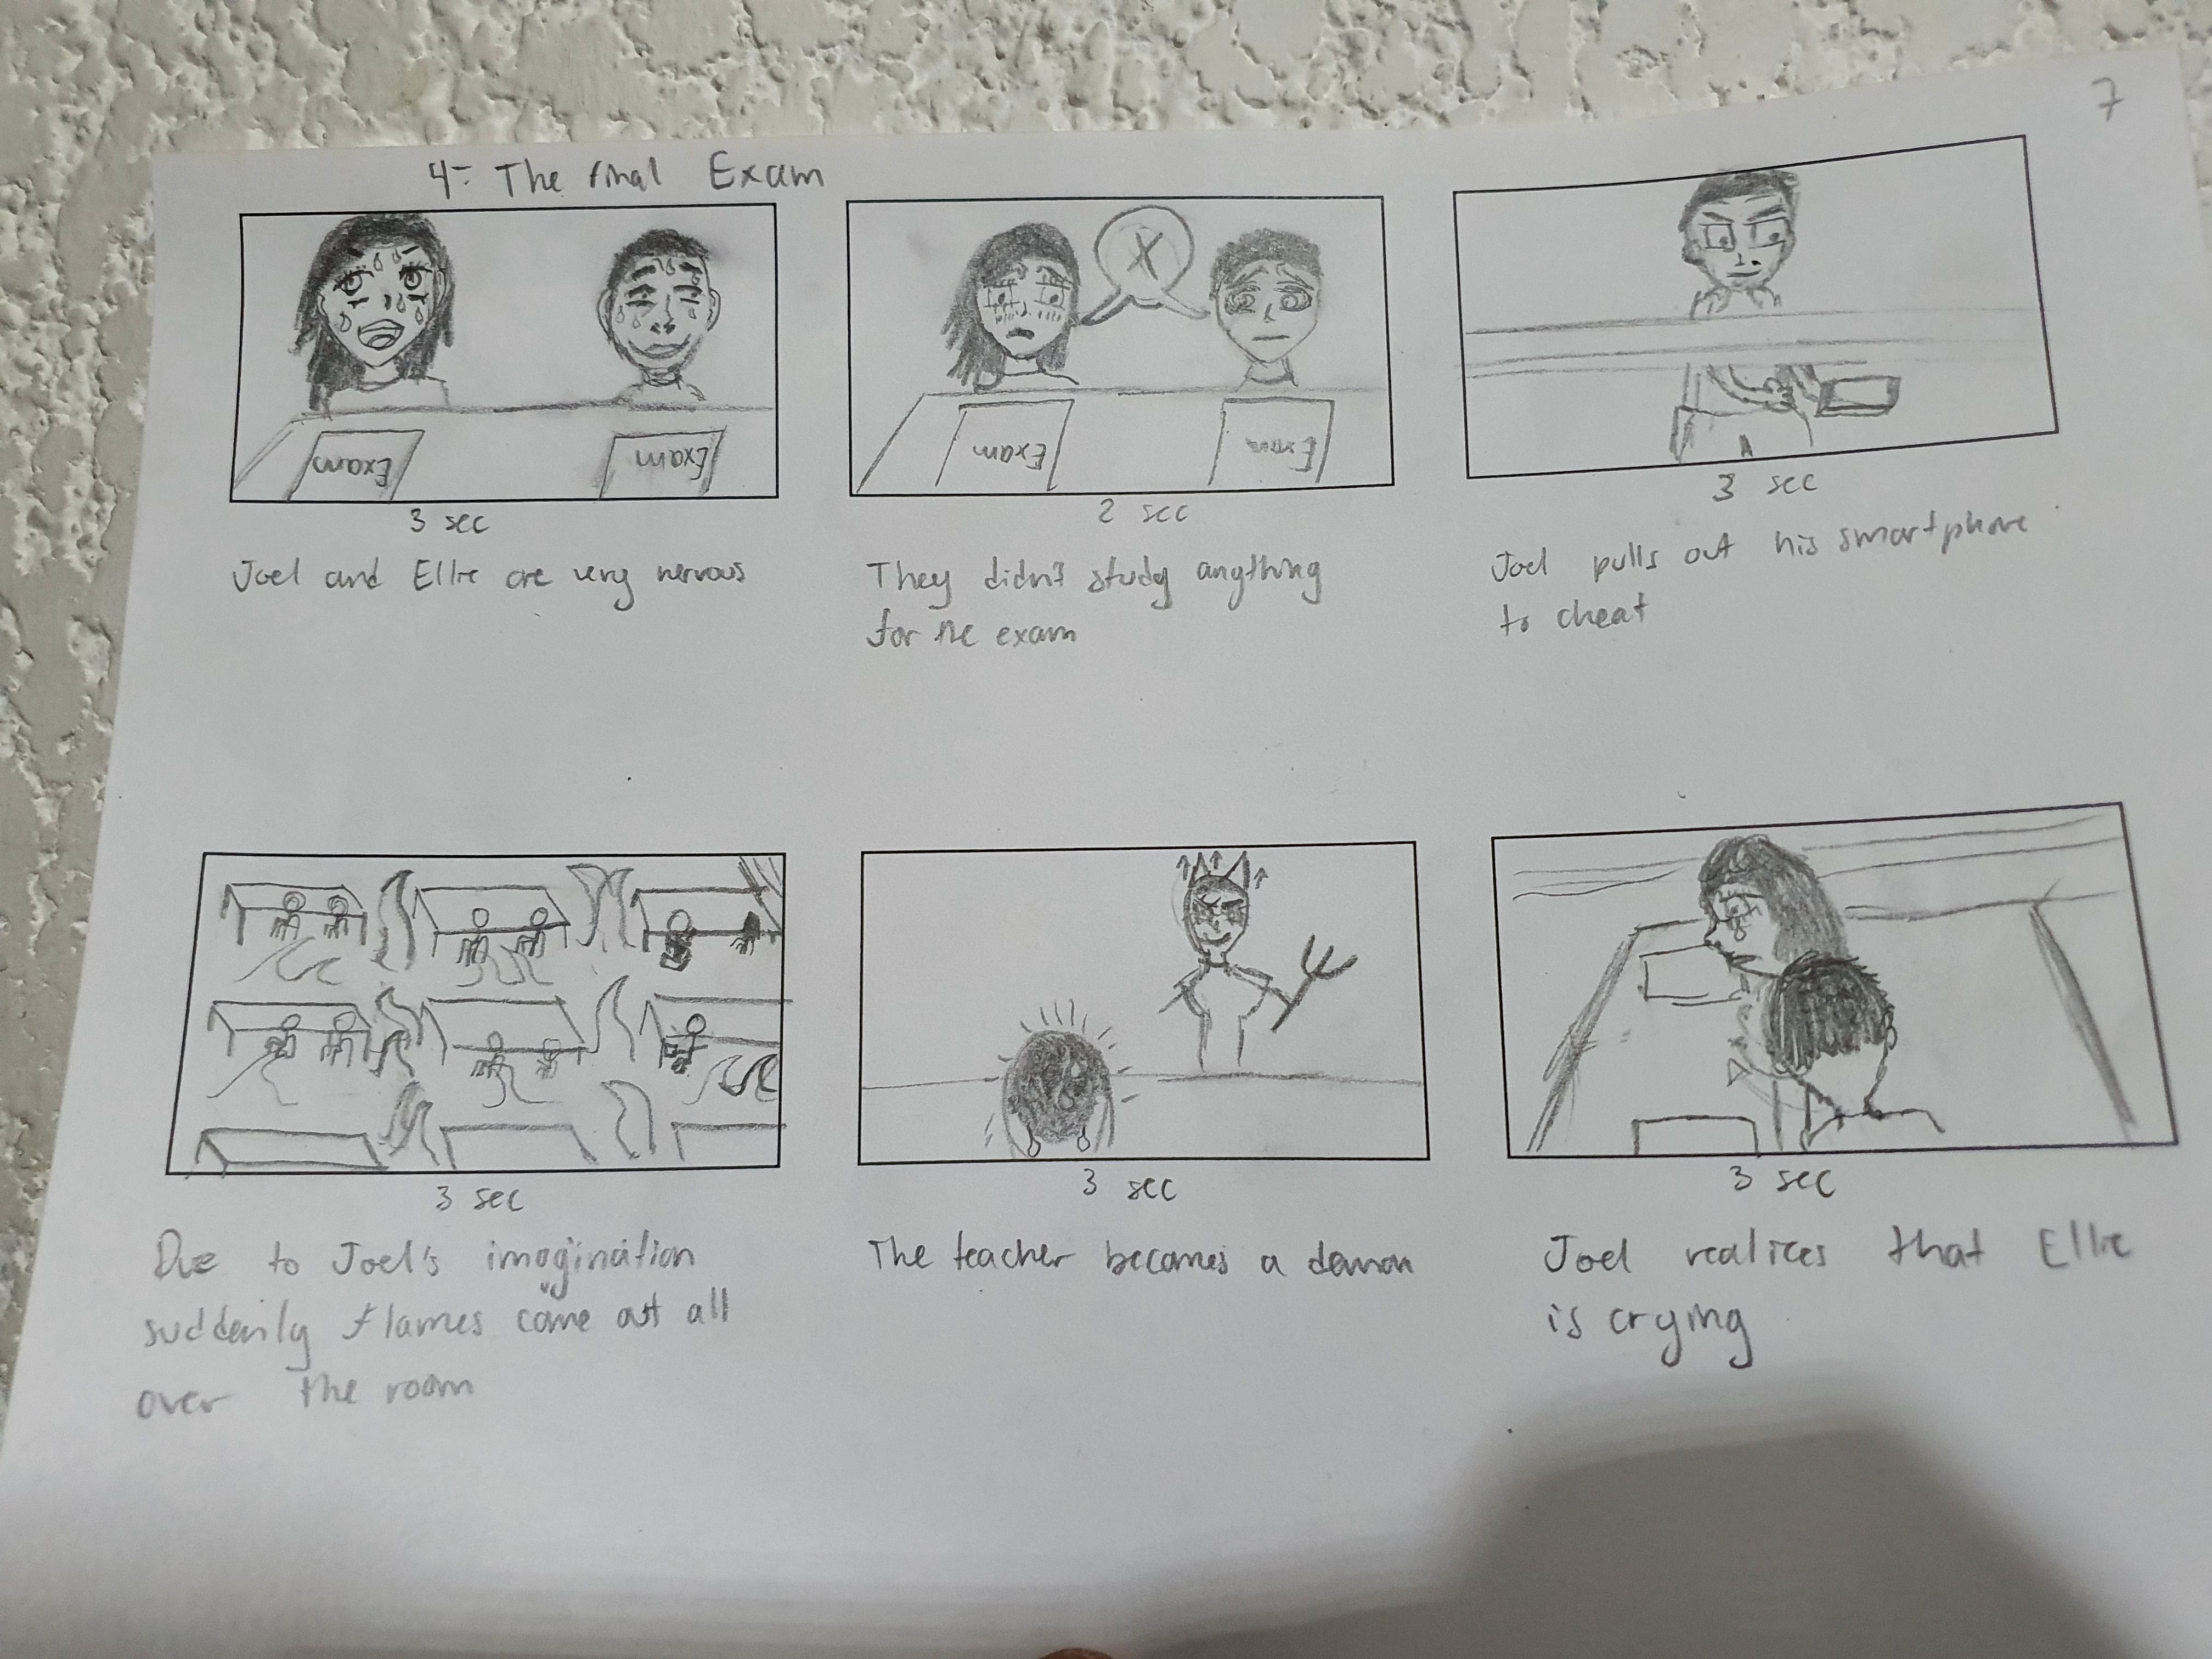 7
4- The final Exam
Exam
Exam
X
Exam
Exam
3 sec
2 sec
3 sec
Joel and Ellie are very nervous
They didn't study anything
for the exam
Joel pulls out his smartphone
to cheat
3 sec
3 sec
3 sec
Due to Joel's imagination
suddenly flames come out all
over the room
The teacher becomes a demon
Joel realices that Ellie
is crying